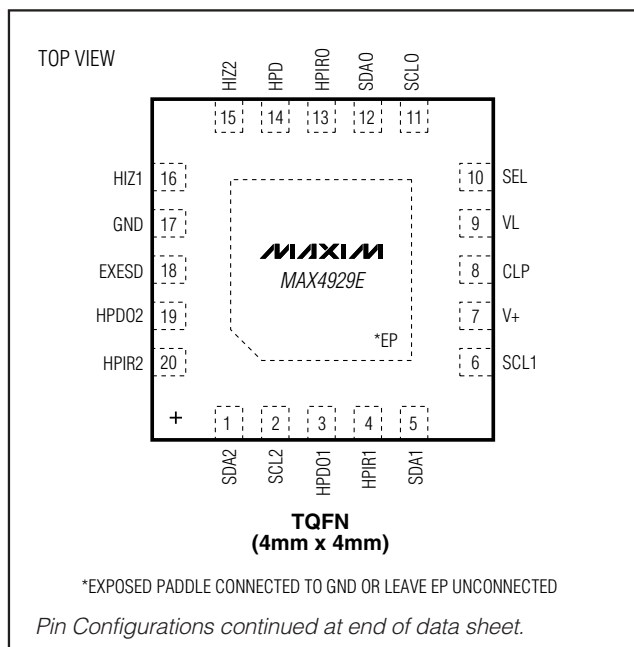 TOP VIEW
HIZ2
HPD
HPIR0
SDA0
SCL0
15
14
13
12
11
HIZ1 16
GND 17
EXESD 18
HPDO2 19
HPIR2 20
10 SEL
9 VL
8 CLP
7 V+
6 SCL1
MAXIM
MAX4929E
*EP
+
1
2
3
4
5
SDA2
SCL2
HPDO1
HPIR1
SDA1
TQFN
(4mm x 4mm)
*EXPOSED PADDLE CONNECTED TO GND OR LEAVE EP UNCONNECTED
Pin Configurations continued at end of data sheet.